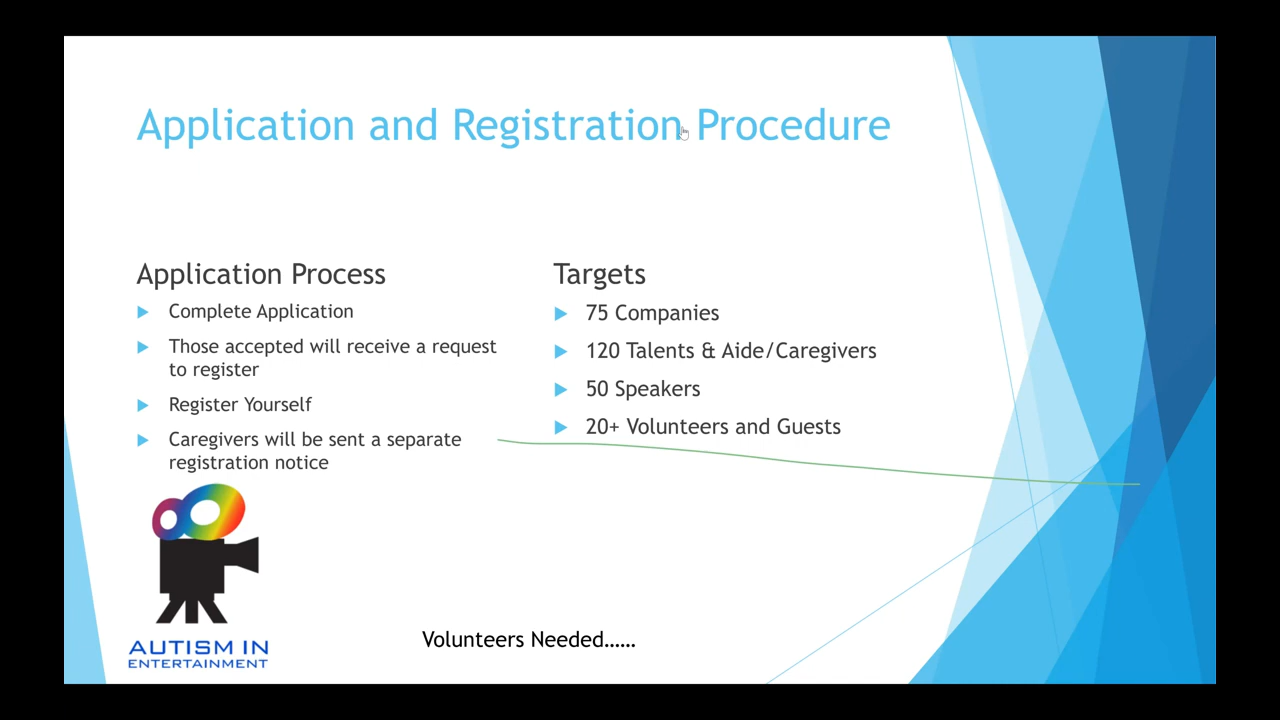 Application and Registration Procedure
Application Process
Complete Application
Those accepted will receive a request
to register
Register Yourself
Caregivers will be sent a separate
registration notice
Targets
75 Companies
120 Talents & Aide/Caregivers
50 Speakers
20+ Volunteers and Guests
AUTISM IN
ENTERTAINMENT
Volunteers Needed……